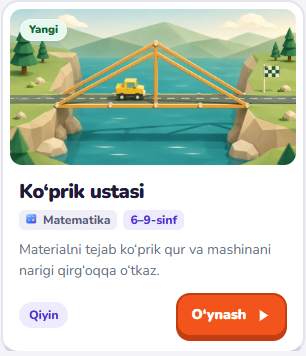 Yangi
Ko‘prik ustasi
Matematika 6–9-sinf
Materialni tejab ko‘prik qur va mashinani
narigi qirg‘oqqa o‘tkaz.
Qiyin O‘ynash